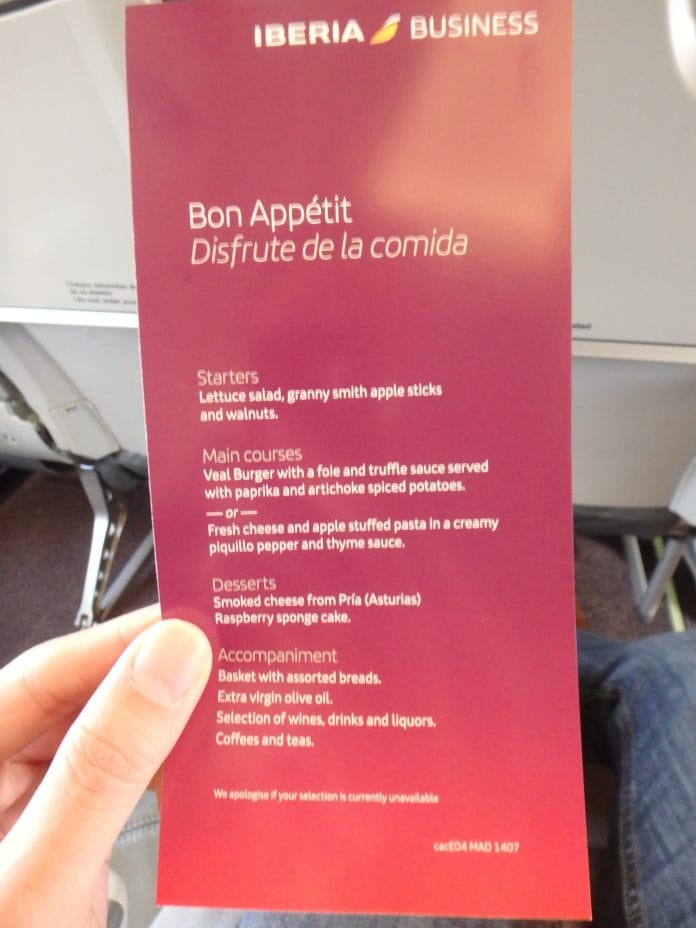 IBERIA BUSINESS
Bon Appétit
Disfrute de la comida
Starters
Lettuce salad, granny smith apple sticks
and walnuts.
Main courses
Veal Burger with a foie and truffle sauce served
with paprika and artichoke spiced potatoes.
— or —
Fresh cheese and apple stuffed pasta in a creamy
piquillo pepper and thyme sauce.
Desserts
Smoked cheese from Pría (Asturias)
Raspberry sponge cake.
Accompaniment
Basket with assorted breads.
Extra virgin olive oil.
Selection of wines, drinks and liquors.
Coffees and teas.
We apologise if your selection is currently unavailable
cacE04 MAD 1407